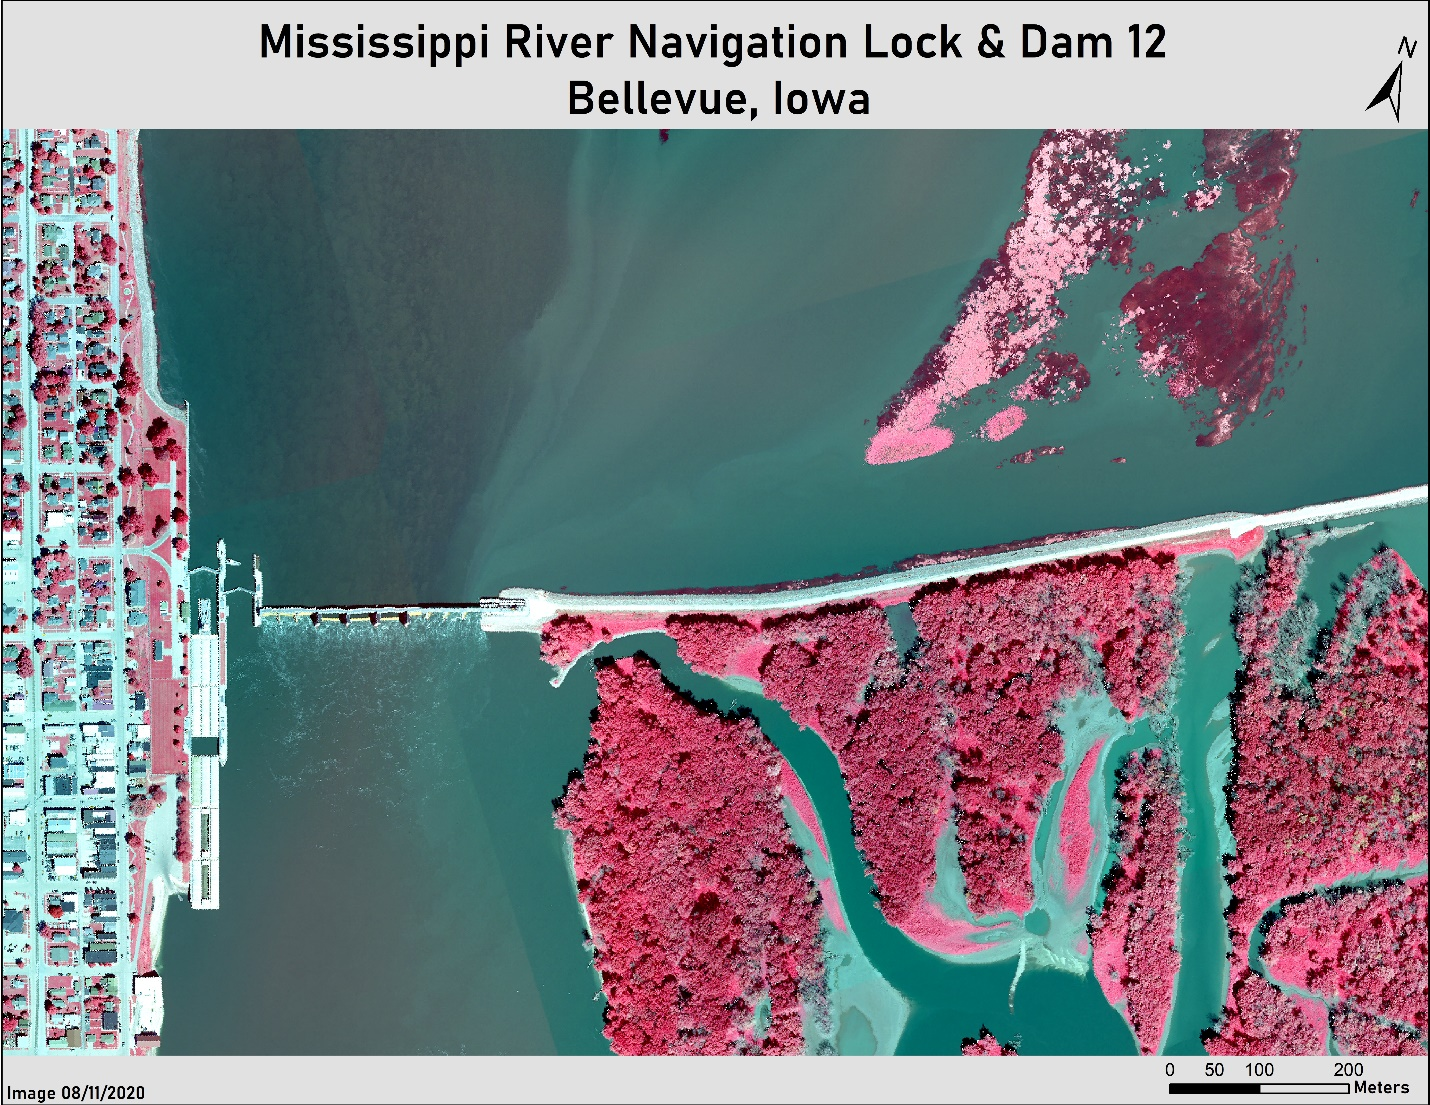 Mississippi River Navigation Lock & Dam 12
Bellevue, Iowa
N
0 50 100 200
Meters
Image 08/11/2020